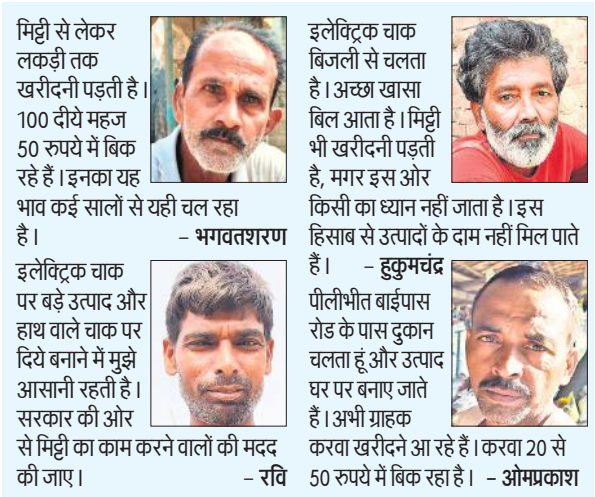 मिट्टी से लेकर
लकड़ी तक
खरीदनी पड़ती है।
100 दीये महज
50 रुपये में बिक
रहे हैं। इनका यह
भाव कई सालों से यही चल रहा
है। – भगवतशरण
इलेक्ट्रिक चाक
पर बड़े उत्पाद और
हाथ वाले चाक पर
दिये बनाने में मुझे
आसानी रहती है।
सरकार की ओर
से मिट्टी का काम करने वालों की मदद
की जाए। – रवि
इलेक्ट्रिक चाक
बिजली से चलता
है। अच्छा खासा
बिल आता है। मिट्टी
भी खरीदनी पड़ती
है, मगर इस ओर
किसी का ध्यान नहीं जाता है। इस
हिसाब से उत्पादों के दाम नहीं मिल पाते
हैं। – हुकुमचंद्र
पीलीभीत बाईपास
रोड के पास दुकान
चलता हूं और उत्पाद
घर पर बनाए जाते
हैं। अभी ग्राहक
करवा खरीदने आ रहे हैं। करवा 20 से
50 रुपये में बिक रहा है। – ओमप्रकाश